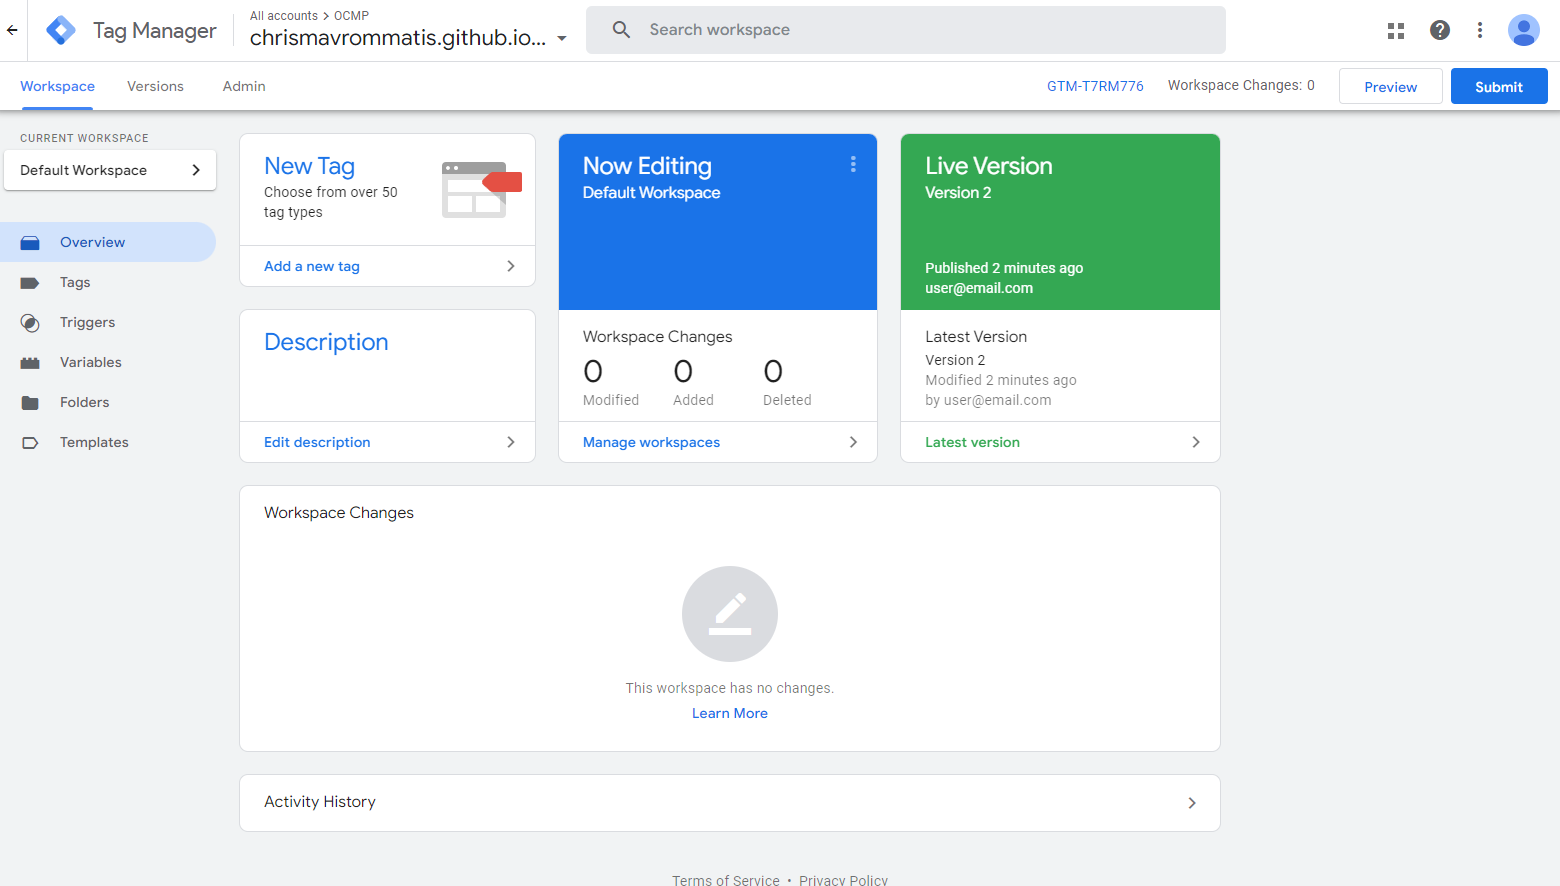 All accounts > OCMP
Tag Manager
chrismavrommatis.github.io...
Search workspace
Workspace
Versions
Admin
GTM-T7RM776
Workspace Changes: 0
Preview
Submit
CURRENT WORKSPACE
Default Workspace
Overview
Tags
Triggers
Variables
Folders
Templates
New Tag
Choose from over 50
tag types
Add a new tag
Description
Edit description
Now Editing
Default Workspace
Workspace Changes
0 0 0
Modified Added Deleted
Manage workspaces
Live Version
Version 2
Published 2 minutes ago
user@email.com
Latest Version
Version 2
Modified 2 minutes ago
by user@email.com
Latest version
Workspace Changes
This workspace has no changes.
Learn More
Activity History
Terms of Service • Privacy Policy